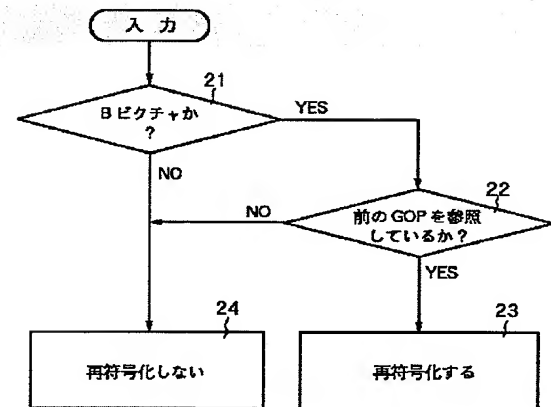 入 力
21
Bピクチャか
?
YES
NO
22
NO
前のGOPを参照
しているか?
YES
24
23
再符号化しない
再符号化する